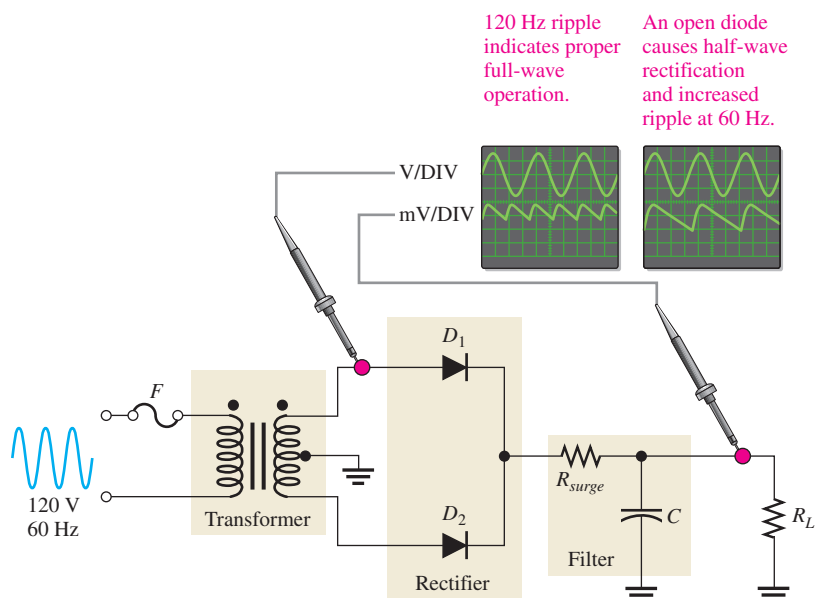 120 Hz ripple
indicates proper
full-wave
operation.
An open diode
causes half-wave
rectification
and increased
ripple at 60 Hz.
V/DIV
mV/DIV
D1
F
120 V
60 Hz
Transformer
D2
Rectifier
Rsurge
C
Filter
RL